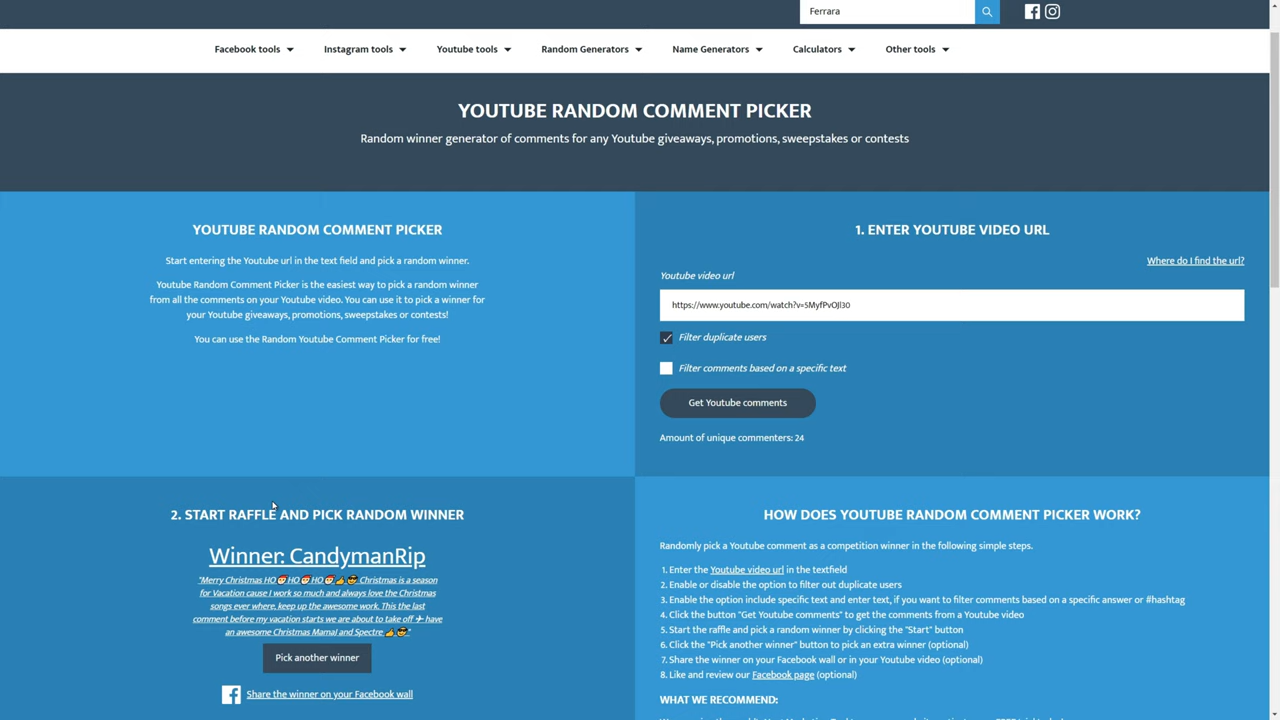 Ferrara
Facebook tools Instagram tools Youtube tools Random Generators Name Generators Calculators Other tools
YOUTUBE RANDOM COMMENT PICKER
Random winner generator of comments for any Youtube giveaways, promotions, sweepstakes or contests
YOUTUBE RANDOM COMMENT PICKER
Start entering the Youtube url in the text field and pick a random winner.
Youtube Random Comment Picker is the easiest way to pick a random winner
from all the comments on your Youtube video. You can use it to pick a winner for
your Youtube giveaways, promotions, sweepstakes or contests!
You can use the Random Youtube Comment Picker for free!
1. ENTER YOUTUBE VIDEO URL
Where do I find the url?
Youtube video url
https://www.youtube.com/watch?v=5MyfPvOJl30
Filter duplicate users
Filter comments based on a specific text
Get Youtube comments
Amount of unique commenters: 24
2. START RAFFLE AND PICK RANDOM WINNER
Winner: CandymanRip
"Merry Christmas HO🎅HO🎅HO🎅👍😎 Christmas is a season
for Vacation cause I work so much and always love the Christmas
songs ever where, keep up the awesome work, This the last
comment before my vacation starts we are about to take off ✈ have
an awesome Christmas Mamal and Spectre 👍😎"
Pick another winner
Share the winner on your Facebook wall
HOW DOES YOUTUBE RANDOM COMMENT PICKER WORK?
Randomly pick a Youtube comment as a competition winner in the following simple steps.
1. Enter the Youtube video url in the textfield
2. Enable or disable the option to filter out duplicate users
3. Enable the option include specific text and enter text, if you want to filter comments based on a specific answer or #hashtag
4. Click the button "Get Youtube comments" to get the comments from a Youtube video
5. Start the raffle and pick a random winner by clicking the "Start" button
6. Click the "Pick another winner" button to pick an extra winner (optional)
7. Share the winner on your Facebook wall or in your Youtube video (optional)
8. Like and review our Facebook page (optional)
WHAT WE RECOMMEND: